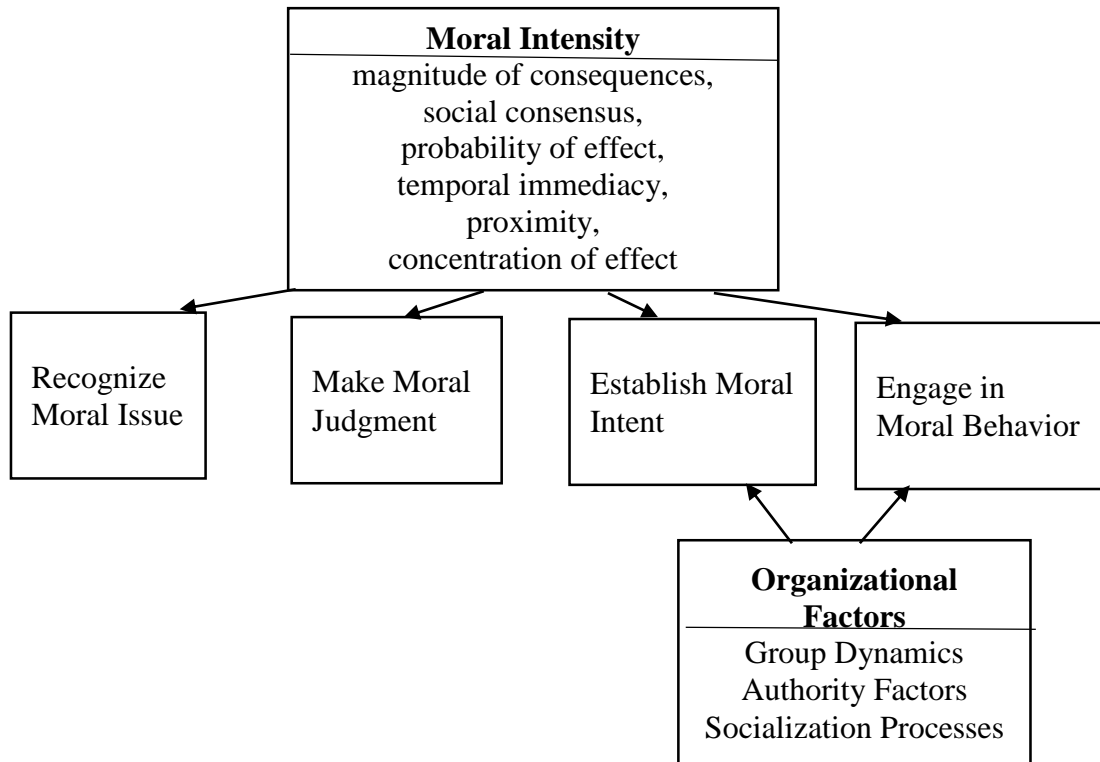 Moral Intensity
magnitude of consequences,
social consensus,
probability of effect,
temporal immediacy,
proximity,
concentration of effect
Recognize
Moral Issue
Make Moral
Judgment
Establish Moral
Intent
Engage in
Moral Behavior
Organizational
Factors
Group Dynamics
Authority Factors
Socialization Processes